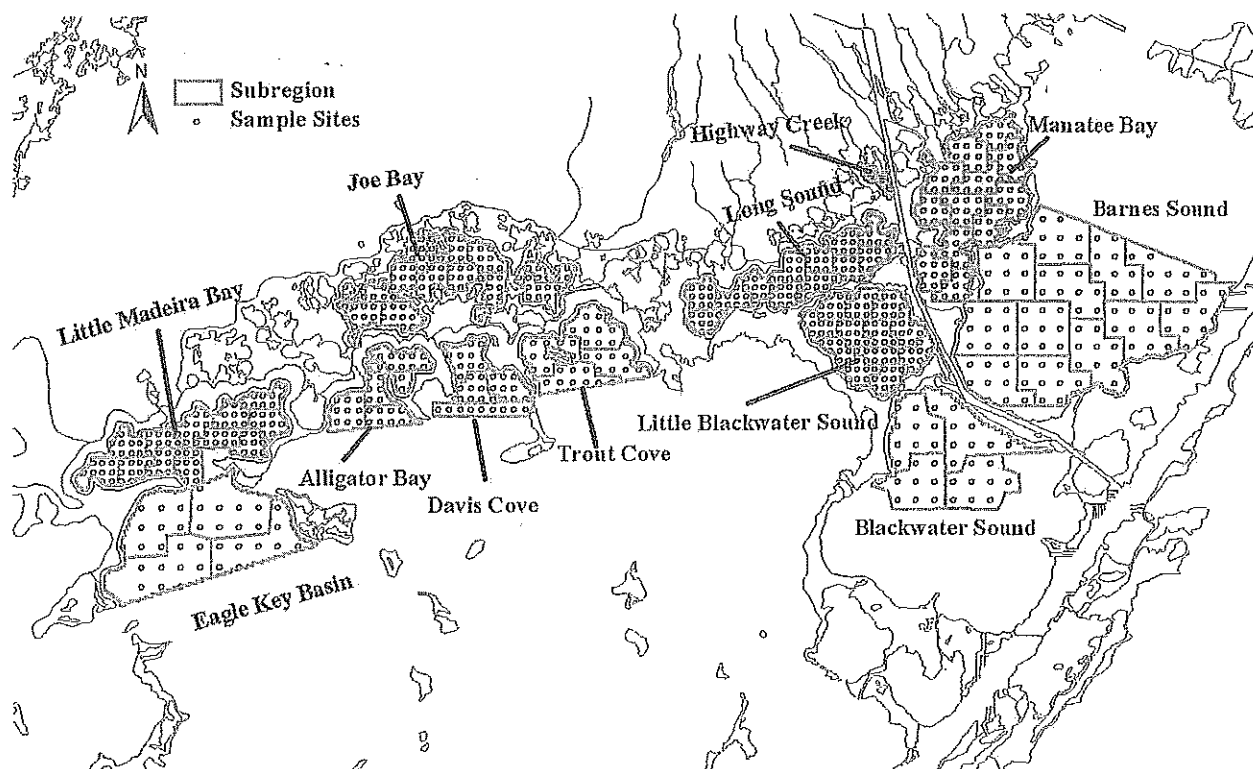 N
Subregion
Sample Sites
Highway Creek
Manatee Bay
Joe Bay
Long Sound
Barnes Sound
Little Madeira Bay
Little Blackwater Sound
Trout Cove
Alligator Bay
Davis Cove
Blackwater Sound
Eagle Key Basin